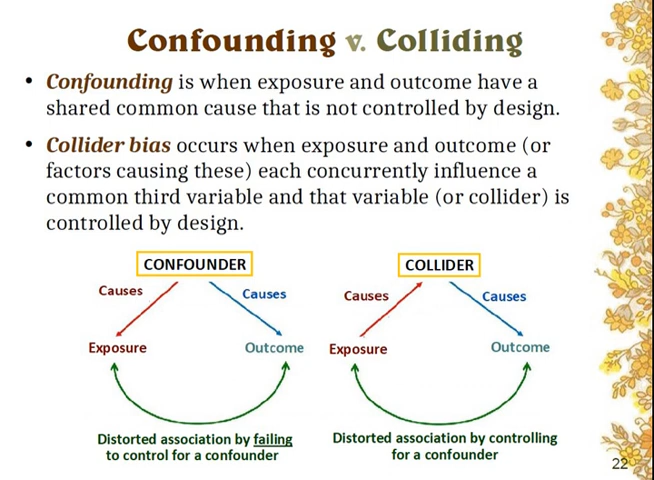 Confounding v. Colliding
• Confounding is when exposure and outcome have a
shared common cause that is not controlled by design.
• Collider bias occurs when exposure and outcome (or
factors causing these) each concurrently influence a
common third variable and that variable (or collider) is
controlled by design.
CONFOUNDER
Causes
Causes
Exposure
Outcome
Distorted association by failing
to control for a confounder
COLLIDER
Causes
Causes
Exposure
Outcome
Distorted association by controlling
for a confounder
22